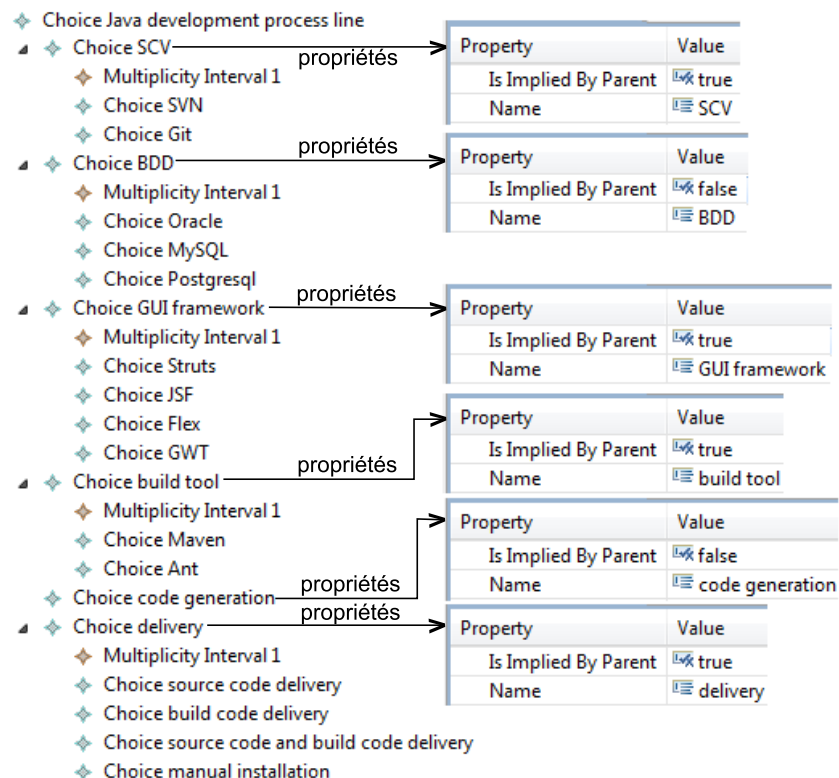 Choice Java development process line
Choice SCV
Multiplicity Interval 1
Choice SVN
Choice Git
Choice BDD
Multiplicity Interval 1
Choice Oracle
Choice MySQL
Choice Postgresql
Choice GUI framework
Multiplicity Interval 1
Choice Struts
Choice JSF
Choice Flex
Choice GWT
Choice build tool
Multiplicity Interval 1
Choice Maven
Choice Ant
Choice code generation
Choice delivery
Multiplicity Interval 1
Choice source code delivery
Choice build code delivery
Choice source code and build code delivery
Choice manual installation
propriétés
Property Value
Is Implied By Parent true
Name SCV
propriétés
Property Value
Is Implied By Parent false
Name BDD
propriétés
Property Value
Is Implied By Parent true
Name GUI framework
propriétés
Property Value
Is Implied By Parent true
Name build tool
propriétés
Property Value
Is Implied By Parent false
Name code generation
propriétés
Property Value
Is Implied By Parent true
Name delivery